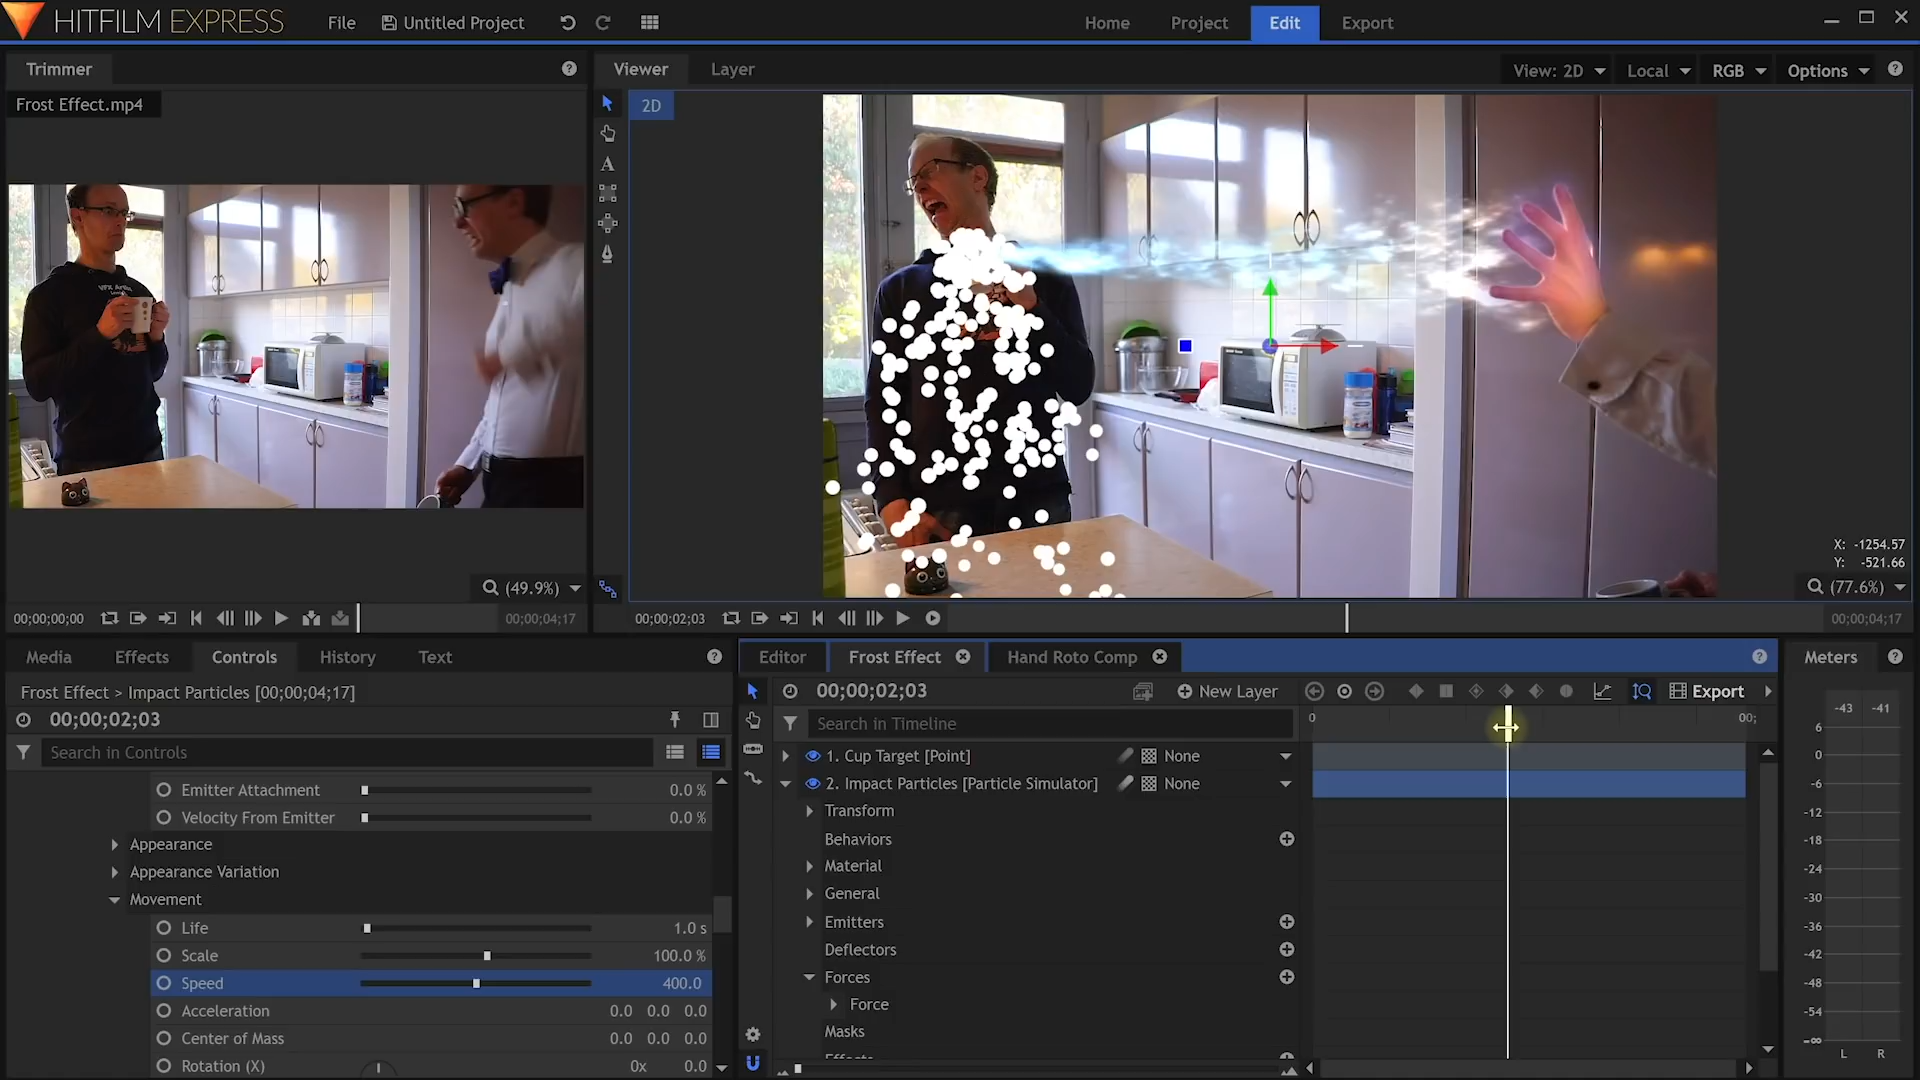 HITFILM EXPRESS
File
Untitled Project
Home
Project
Edit
Export
Trimmer
Viewer
Layer
View: 2D
Local
RGB
Options
Frost Effect.mp4
2D
X: -1254.57
Y: -521.66
(49.9%)
(77.6%)
00;00;00;00
00;00;04;17
00;00;02;03
00;00;04;17
Media
Effects
Controls
History
Text
Editor
Frost Effect
Hand Roto Comp
Meters
Frost Effect > Impact Particles [00;00;04;17]
00;00;02;03
Search in Controls
Emitter Attachment 0.0 %
Velocity From Emitter 0.0 %
Appearance
Appearance Variation
Movement
Life 1.0 s
Scale 100.0 %
Speed 400.0
Acceleration 0.0 0.0 0.0
Center of Mass 0.0 0.0 0.0
Rotation (X) 0x 0.0
00;00;02;03
New Layer
Export
Search in Timeline
0
00;
1. Cup Target [Point] None
2. Impact Particles [Particle Simulator] None
Transform
Behaviors
Material
General
Emitters
Deflectors
Forces
Force
Masks
Effects
-43 -41
6
0
-6
-12
-18
-24
-30
-36
-42
-48
-54
-∞
L R